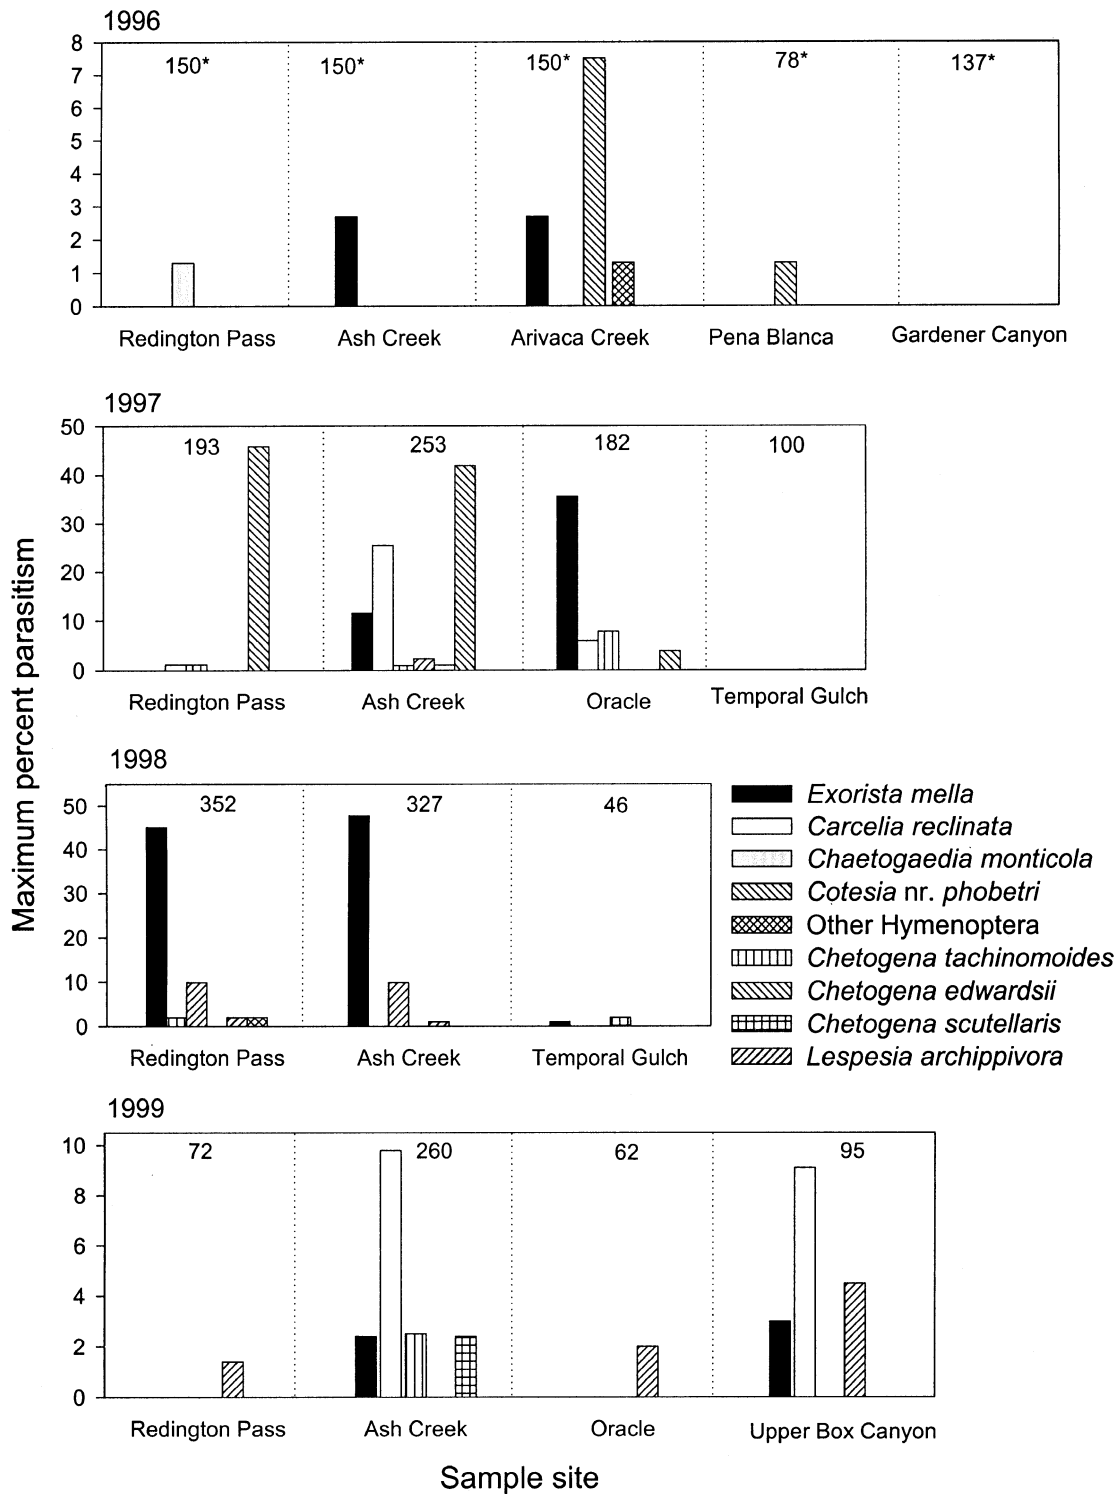 1996
8
7
6
5
4
3
2
1
0
150*
150*
150*
78*
137*
Redington Pass
Ash Creek
Arivaca Creek
Pena Blanca
Gardener Canyon
1997
50
40
30
20
10
0
193
253
182
100
Redington Pass
Ash Creek
Oracle
Temporal Gulch
Maximum percent parasitism
1998
50
40
30
20
10
0
352
327
46
Redington Pass
Ash Creek
Temporal Gulch
Exorista mella
Carcelia reclinata
Chaetogaedia monticola
Cotesia nr. phobetri
Other Hymenoptera
Chetogena tachinomoides
Chetogena edwardsii
Chetogena scutellaris
Lespesia archippivora
1999
10
8
6
4
2
0
72
260
62
95
Redington Pass
Ash Creek
Oracle
Upper Box Canyon
Sample site